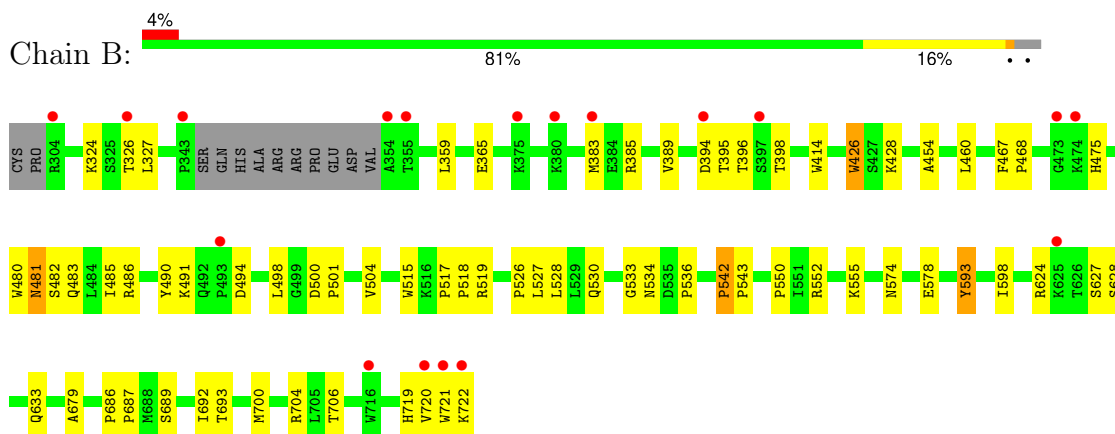 4%
Chain B:
81% 16% • •
CYS PRO R304 K324 S325 T326 L327 P343 SER GLN HIS ALA ARG ARG PRO GLU ASP VAL A354 T355 L359 E365 K375 K380 M383 E384 R385 V389 D394 T395 T396 S397 T398 W414 W426 S427 K428 A454 L460 F467 P468 G473 K474 H475
W480 N481 S482 Q483 L484 I485 R486 Y490 K491 Q492 P493 D494 L498 G499 D500 P501 V504 W515 K516 P517 P518 R519 P526 L527 L528 L529 Q530 G533 N534 D535 P536 P542 P543 P550 I551 R552 K555 N574 E578 Y593 I598 R624 K625 T626 S627 S628
Q633 A679 P686 P687 M688 S689 I692 T693 M700 R704 L705 T706 W716 H719 V720 W721 K722